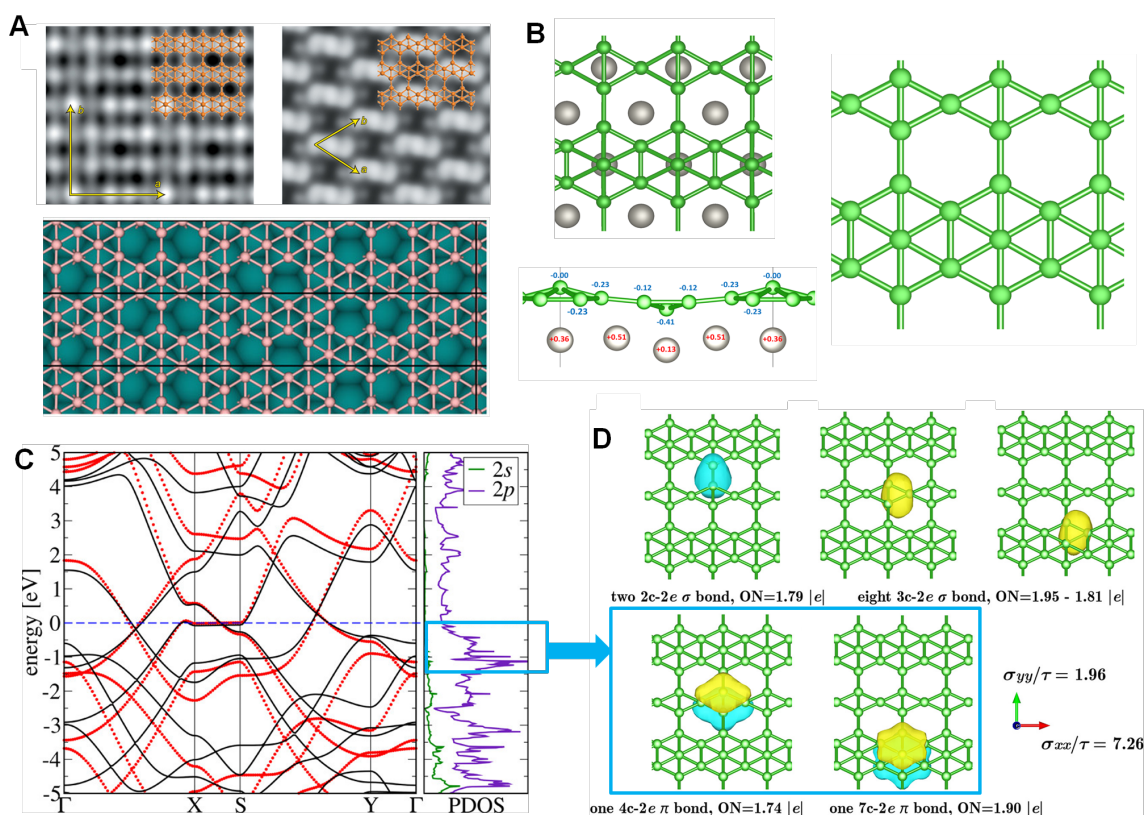 A
b
a
b
a
B
-0.00
-0.23
-0.12
-0.12
-0.23
-0.00
-0.23
-0.41
-0.23
+0.36
+0.51
+0.13
+0.51
+0.36
C
energy [eV]
5
4
3
2
1
0
-1
-2
-3
-4
-5
Γ X S Y Γ
2s
2p
PDOS
D
two 2c-2e σ bond, ON=1.79 |e|
eight 3c-2e σ bond, ON=1.95 - 1.81 |e|
one 4c-2e π bond, ON=1.74 |e|
one 7c-2e π bond, ON=1.90 |e|
σyy/τ = 1.96
σxx/τ = 7.26